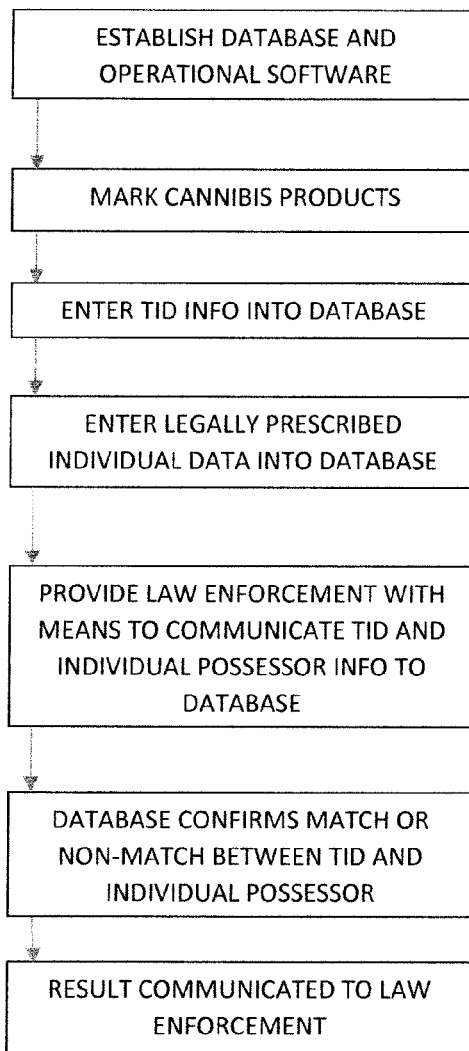 ESTABLISH DATABASE AND
OPERATIONAL SOFTWARE
MARK CANNIBIS PRODUCTS
ENTER TID INFO INTO DATABASE
ENTER LEGALLY PRESCRIBED
INDIVIDUAL DATA INTO DATABASE
PROVIDE LAW ENFORCEMENT WITH
MEANS TO COMMUNICATE TID AND
INDIVIDUAL POSSESSOR INFO TO
DATABASE
DATABASE CONFIRMS MATCH OR
NON-MATCH BETWEEN TID AND
INDIVIDUAL POSSESSOR
RESULT COMMUNICATED TO LAW
ENFORCEMENT